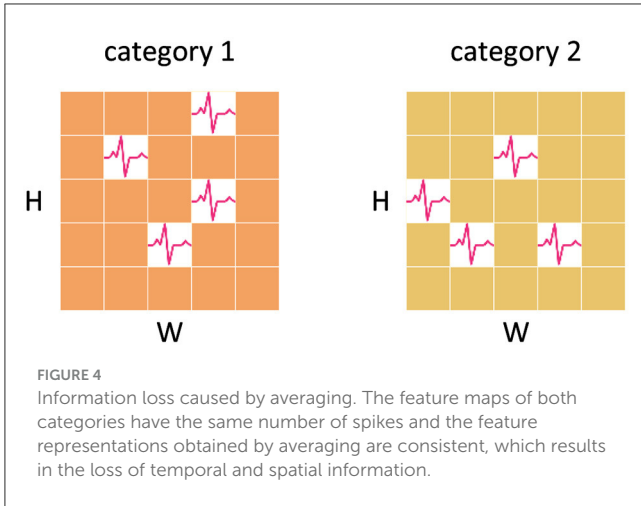 category 1
category 2
H
H
W
W
FIGURE 4
Information loss caused by averaging. The feature maps of both
categories have the same number of spikes and the feature
representations obtained by averaging are consistent, which results
in the loss of temporal and spatial information.